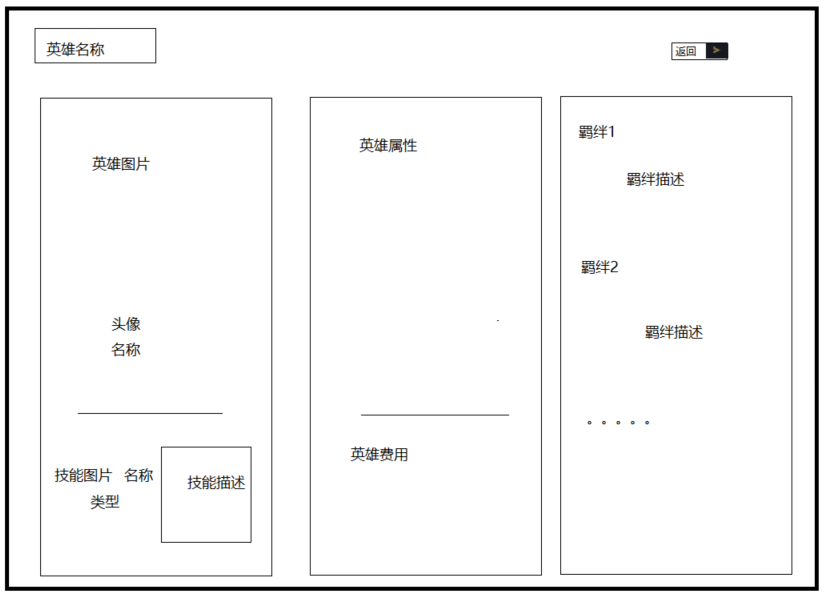 英雄名称
返回
英雄图片
头像
名称
技能图片 名称
类型
技能描述
英雄属性
英雄费用
羁绊1
羁绊描述
羁绊2
羁绊描述
。。。。。